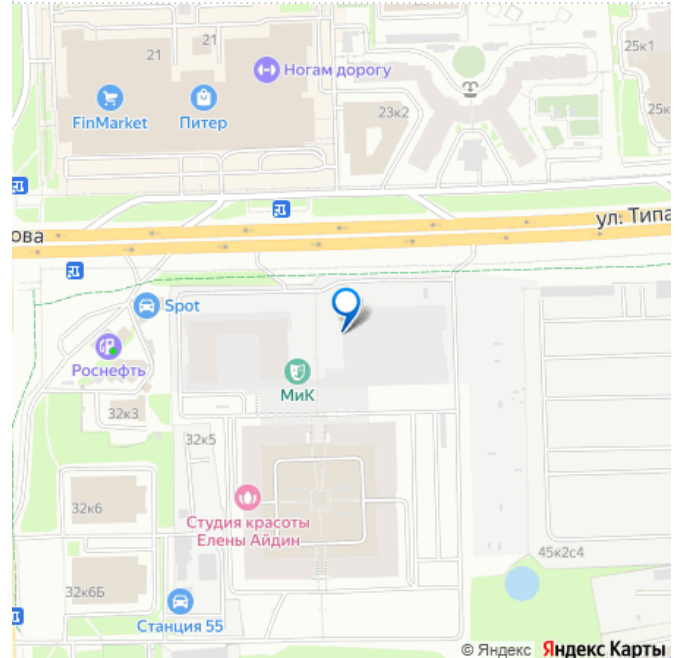 21
21
Ногам дорогу
25к1
FinMarket
Питер
23к2
25к
ова
ул. Типа
Spot
Роснефть
МиК
32к3
32к5
32к6
Студия красоты
Елены Айдин
45к2с4
32к6Б
Станция 55
© Яндекс Яндекс Карты